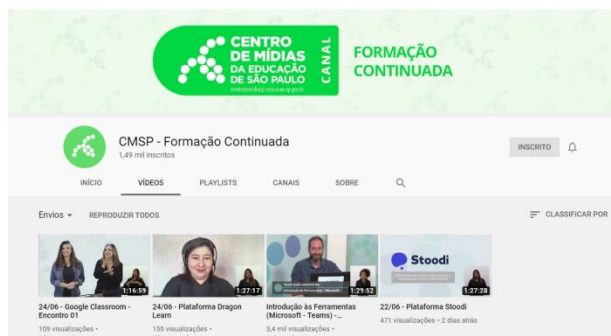 CENTRO
DE MÍDIAS
DA EDUCAÇÃO
DE SÃO PAULO
CANAL
FORMAÇÃO
CONTINUADA
CMSP - Formação Continuada
1,49 mil inscritos
INSCRITO
INÍCIO VÍDEOS PLAYLISTS CANAIS SOBRE
Envios REPRODUZIR TODOS CLASSIFICAR POR
1:16:59 1:27:17 1:29:52 1:27:28
Stoodi
24/06 - Google Classroom -
Encontro 01
109 visualizações •
24/06 - Plataforma Dragon
Learn
155 visualizações •
Introdução às Ferramentas
(Microsoft - Teams) -...
3,4 mil visualizações •
22/06 - Plataforma Stoodi
471 visualizações • 2 dias atrás